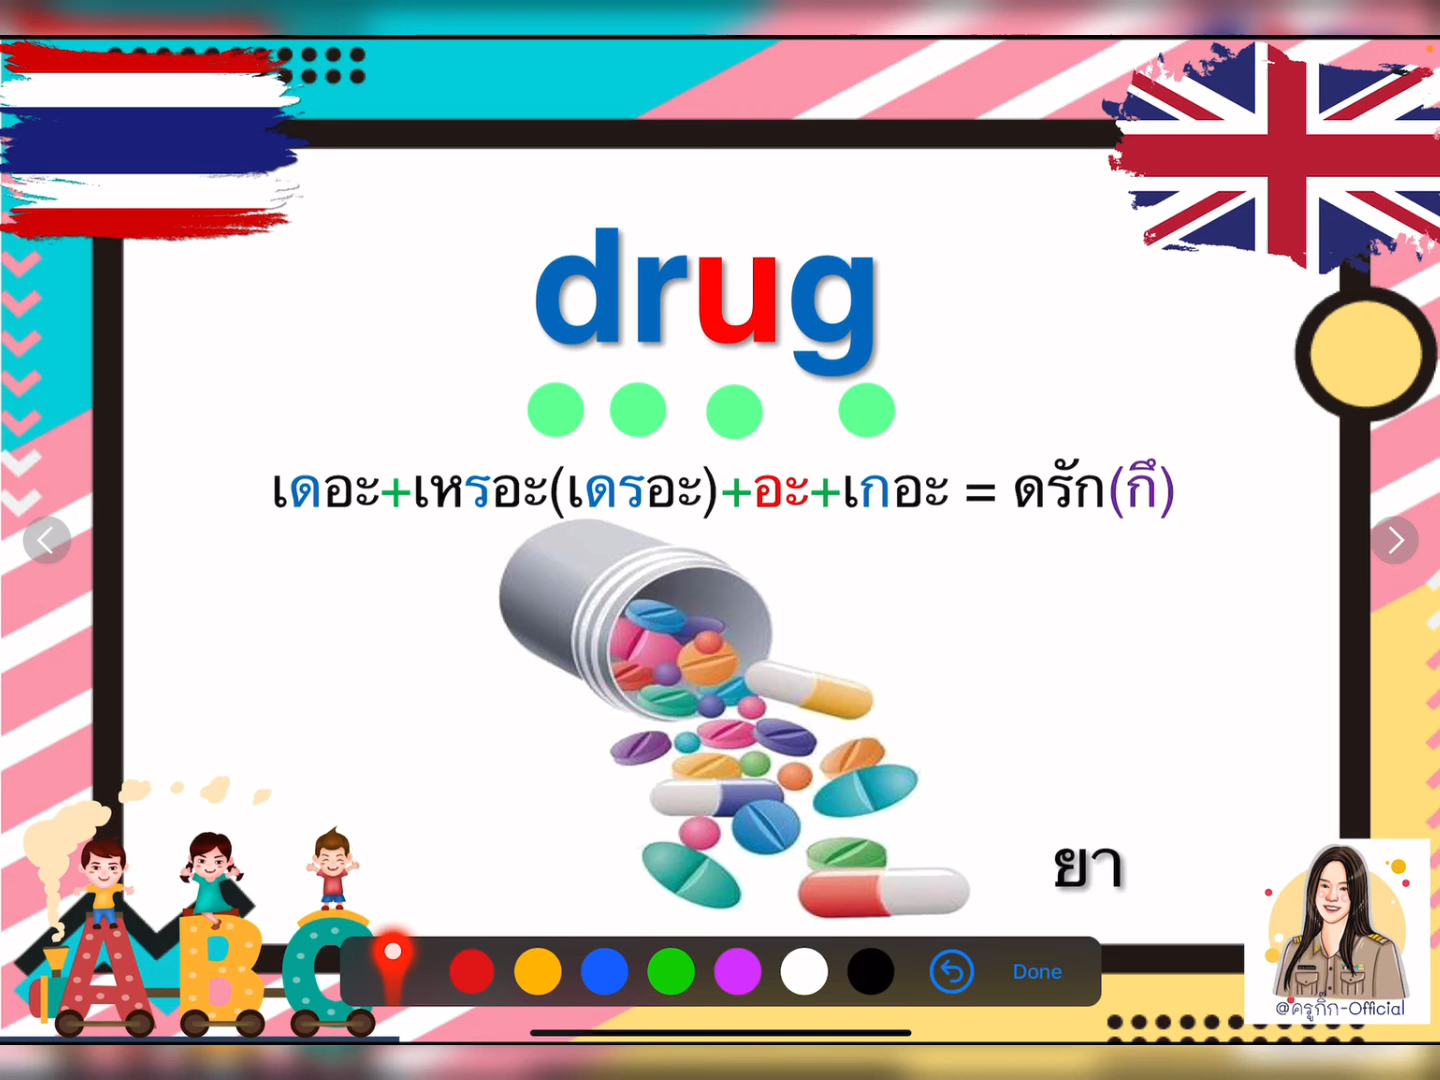 drug
เดอะ+เหรอะ(เดรอะ)+อะ+เกอะ = ดรัก(กึ)
ยา
ABC
@ครูกิ๊ก-Official
Done